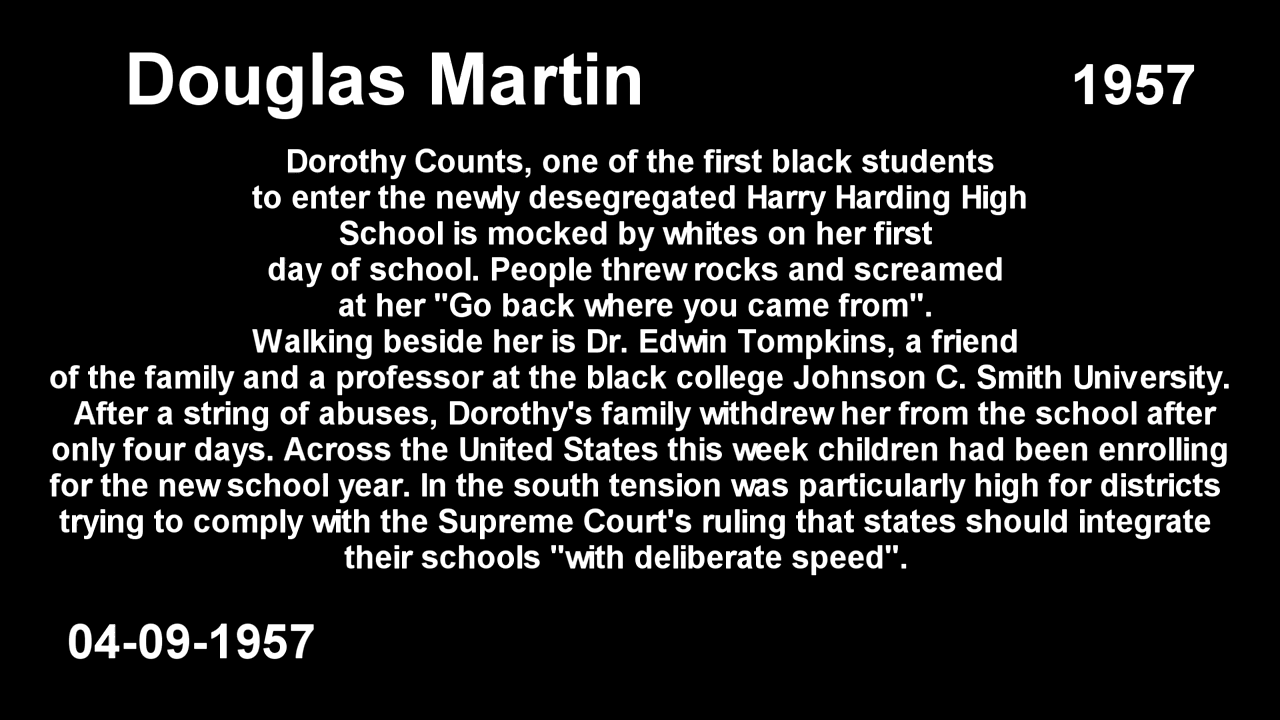 Douglas Martin 1957
Dorothy Counts, one of the first black students
to enter the newly desegregated Harry Harding High
School is mocked by whites on her first
day of school. People threw rocks and screamed
at her "Go back where you came from".
Walking beside her is Dr. Edwin Tompkins, a friend
of the family and a professor at the black college Johnson C. Smith University.
After a string of abuses, Dorothy's family withdrew her from the school after
only four days. Across the United States this week children had been enrolling
for the new school year. In the south tension was particularly high for districts
trying to comply with the Supreme Court's ruling that states should integrate
their schools "with deliberate speed".
04-09-1957